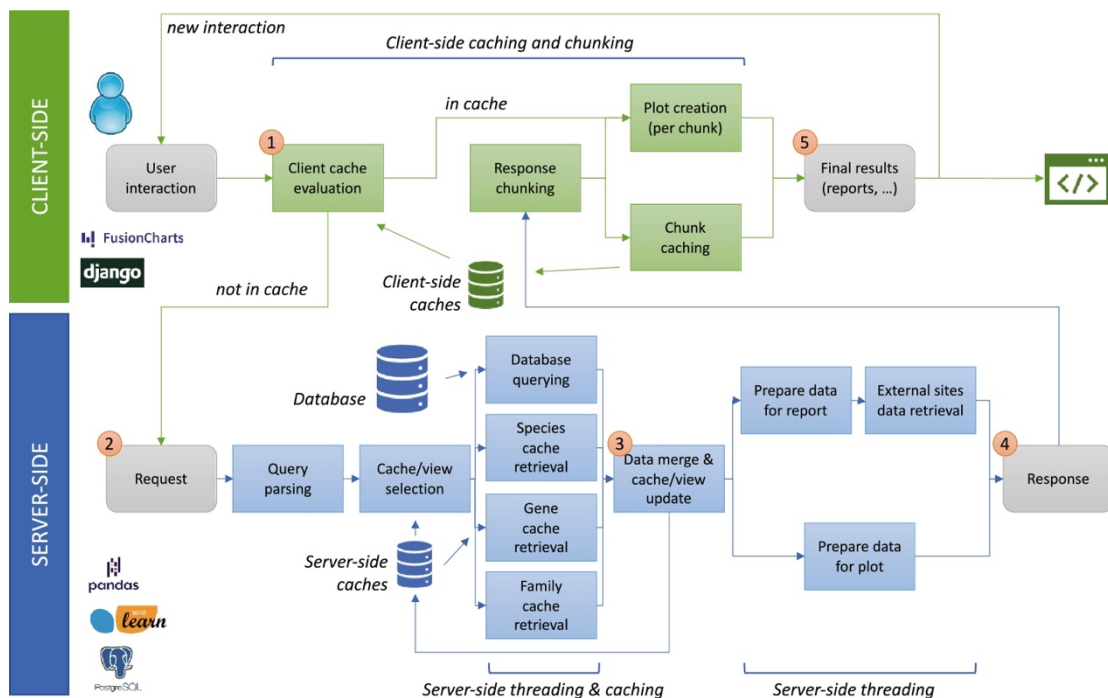 new interaction
Client-side caching and chunking
CLIENT-SIDE
in cache
1
User
interaction
Client cache
evaluation
Response
chunking
Plot creation
(per chunk)
Chunk
caching
5
Final results
(reports, ...)
</>
FusionCharts
django
not in cache
Client-side
caches
SERVER-SIDE
Database
Database
querying
Species
cache
retrieval
Gene
cache
retrieval
Family
cache
retrieval
2
Request
Query
parsing
Cache/view
selection
Server-side
caches
3
Data merge &
cache/view
update
Prepare data
for report
External sites
data retrieval
Prepare data
for plot
4
Response
pandas
learn
PostgreSQL
Server-side threading & caching
Server-side threading